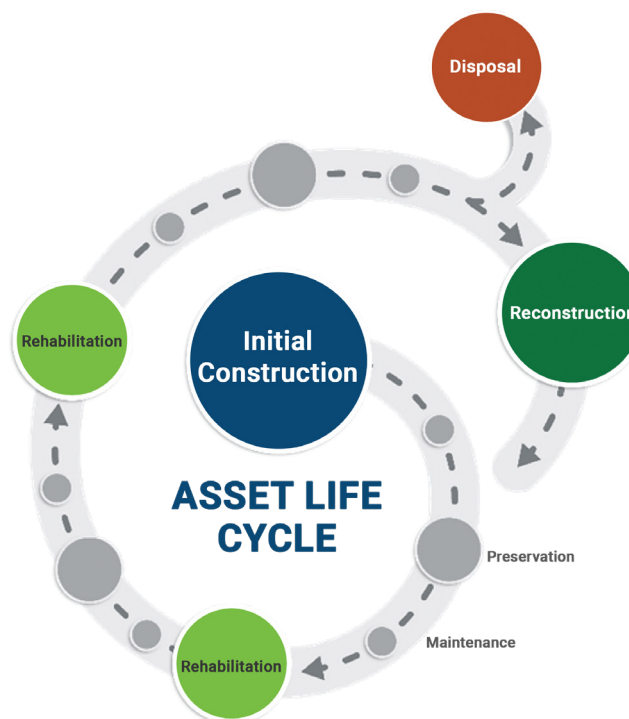 Disposal
Reconstruction
Rehabilitation
Initial
Construction
ASSET LIFE
CYCLE
Preservation
Maintenance
Rehabilitation